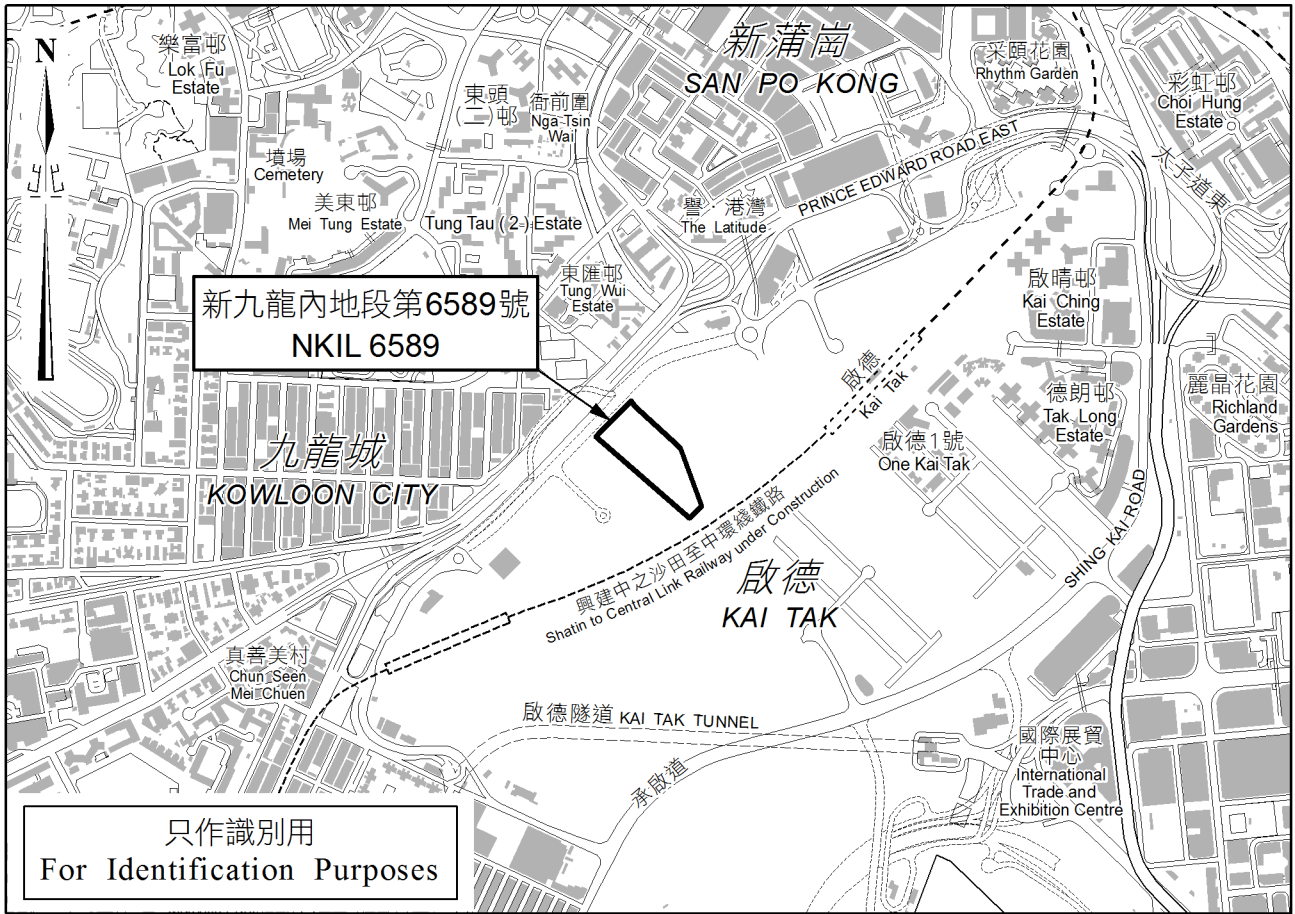 N
樂富邨
Lok Fu
Estate
墳場
Cemetery
美東邨
Mei Tung Estate
東頭
(二)邨
Tung Tau (2) Estate
衙前圍
Nga Tsin
Wai
新蒲崗
SAN PO KONG
采頤花園
Rhythm Garden
彩虹邨
Choi Hung
Estate
太子道東
PRINCE EDWARD ROAD EAST
譽港灣
The Latitude
東匯邨
Tung Wui
Estate
新九龍內地段第6589號
NKIL 6589
啟晴邨
Kai Ching
Estate
啟德
Kai Tak
德朗邨
Tak Long
Estate
麗晶花園
Richland
Gardens
啟德1號
One Kai Tak
九龍城
KOWLOON CITY
興建中之沙田至中環綫鐵路
Shatin to Central Link Railway under Construction
啟德
KAI TAK
SHING KAI ROAD
真善美村
Chun Seen
Mei Chuen
啟德隧道 KAI TAK TUNNEL
承啟道
國際展貿
中心
International
Trade and
Exhibition Centre
只作識別用
For Identification Purposes